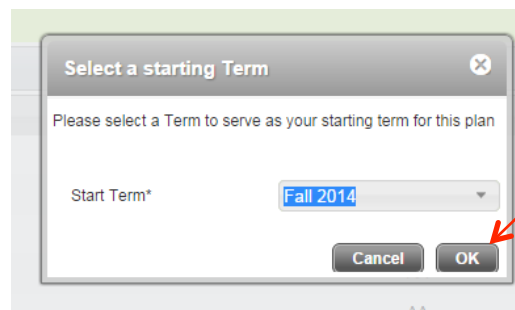 Select a starting Term
Please select a Term to serve as your starting term for this plan
Start Term* Fall 2014
Cancel OK